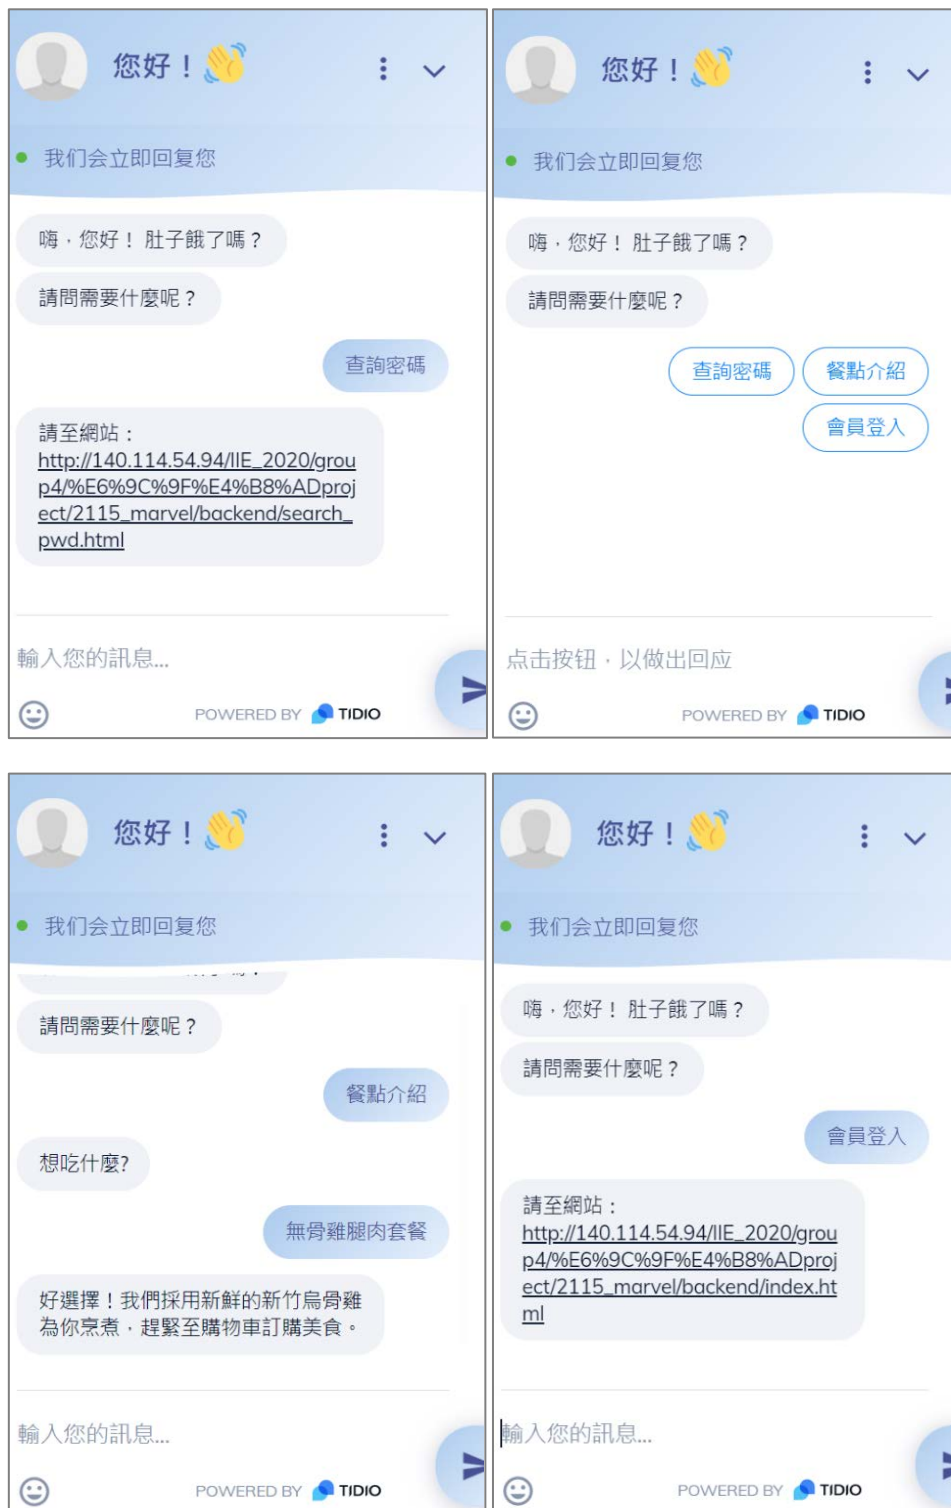 您好！👋
我们会立即回复您
嗨，您好！ 肚子餓了嗎？
請問需要什麼呢？
查詢密碼
請至網站：
http://140.114.54.94/IIE_2020/grou
p4/%E6%9C%9F%E4%B8%ADproj
ect/2115_marvel/backend/search_
pwd.html
輸入您的訊息...
POWERED BY TIDIO
您好！👋
我们会立即回复您
嗨，您好！ 肚子餓了嗎？
請問需要什麼呢？
查詢密碼 餐點介紹
會員登入
点击按钮，以做出回应
POWERED BY TIDIO
您好！👋
我们会立即回复您
請問需要什麼呢？
餐點介紹
想吃什麼?
無骨雞腿肉套餐
好選擇！我們採用新鮮的新竹烏骨雞
為你烹煮，趕緊至購物車訂購美食。
輸入您的訊息...
POWERED BY TIDIO
您好！👋
我们会立即回复您
嗨，您好！ 肚子餓了嗎？
請問需要什麼呢？
會員登入
請至網站：
http://140.114.54.94/IIE_2020/grou
p4/%E6%9C%9F%E4%B8%ADproj
ect/2115_marvel/backend/index.ht
ml
輸入您的訊息...
POWERED BY TIDIO